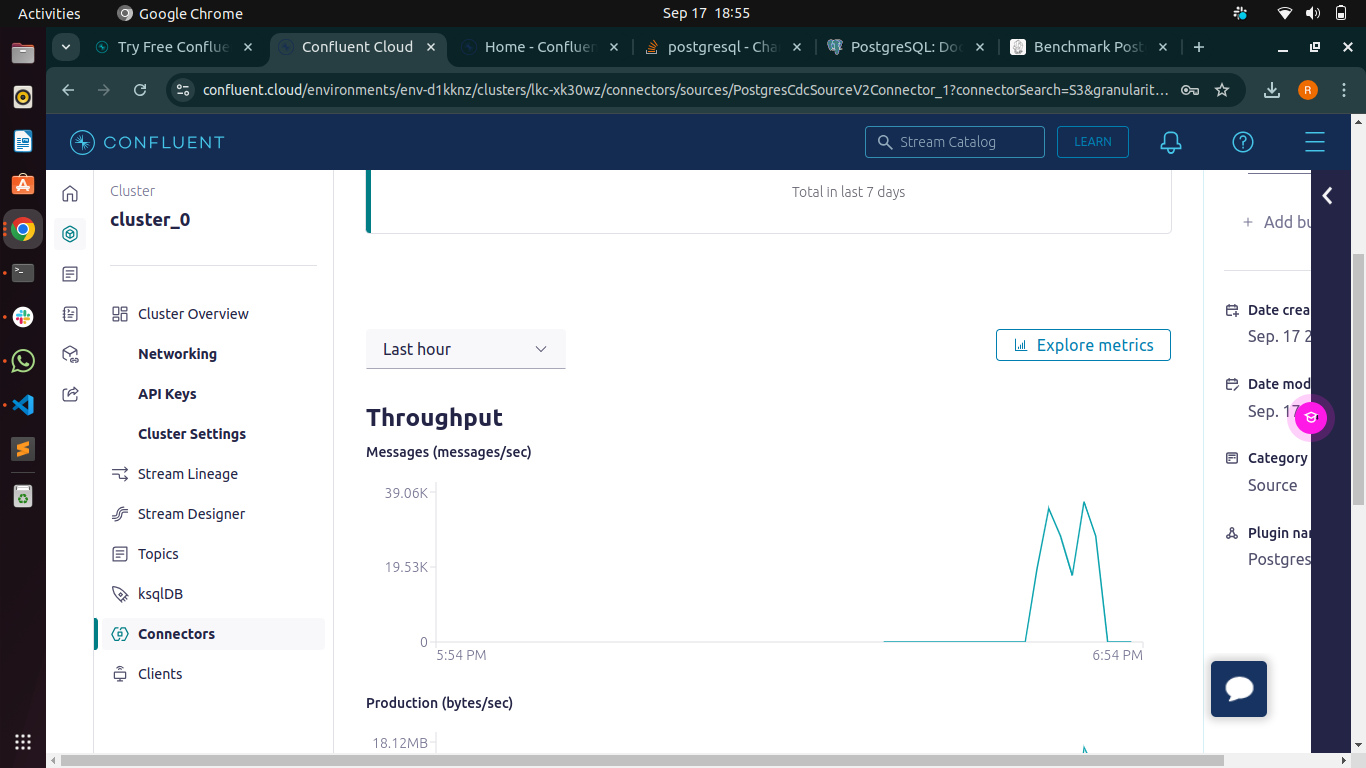 Activities
Google Chrome
Sep 17 18:55
Try Free Conflue
Confluent Cloud
Home - Confluen
postgresql - Cha
PostgreSQL: Doc
Benchmark Post
confluent.cloud/environments/env-d1kknz/clusters/lkc-xk30wz/connectors/sources/PostgresCdcSourceV2Connector_1?connectorSearch=S3&granularit...
R
CONFLUENT
Stream Catalog
LEARN
Cluster
cluster_0
Cluster Overview
Networking
API Keys
Cluster Settings
Stream Lineage
Stream Designer
Topics
ksqlDB
Connectors
Clients
Total in last 7 days
Last hour
Explore metrics
Throughput
Messages (messages/sec)
39.06K
19.53K
0
5:54 PM
6:54 PM
Production (bytes/sec)
18.12MB
+ Add bu
Date crea
Sep. 17 2
Date mod
Sep. 17
Category
Source
Plugin nan
Postgres